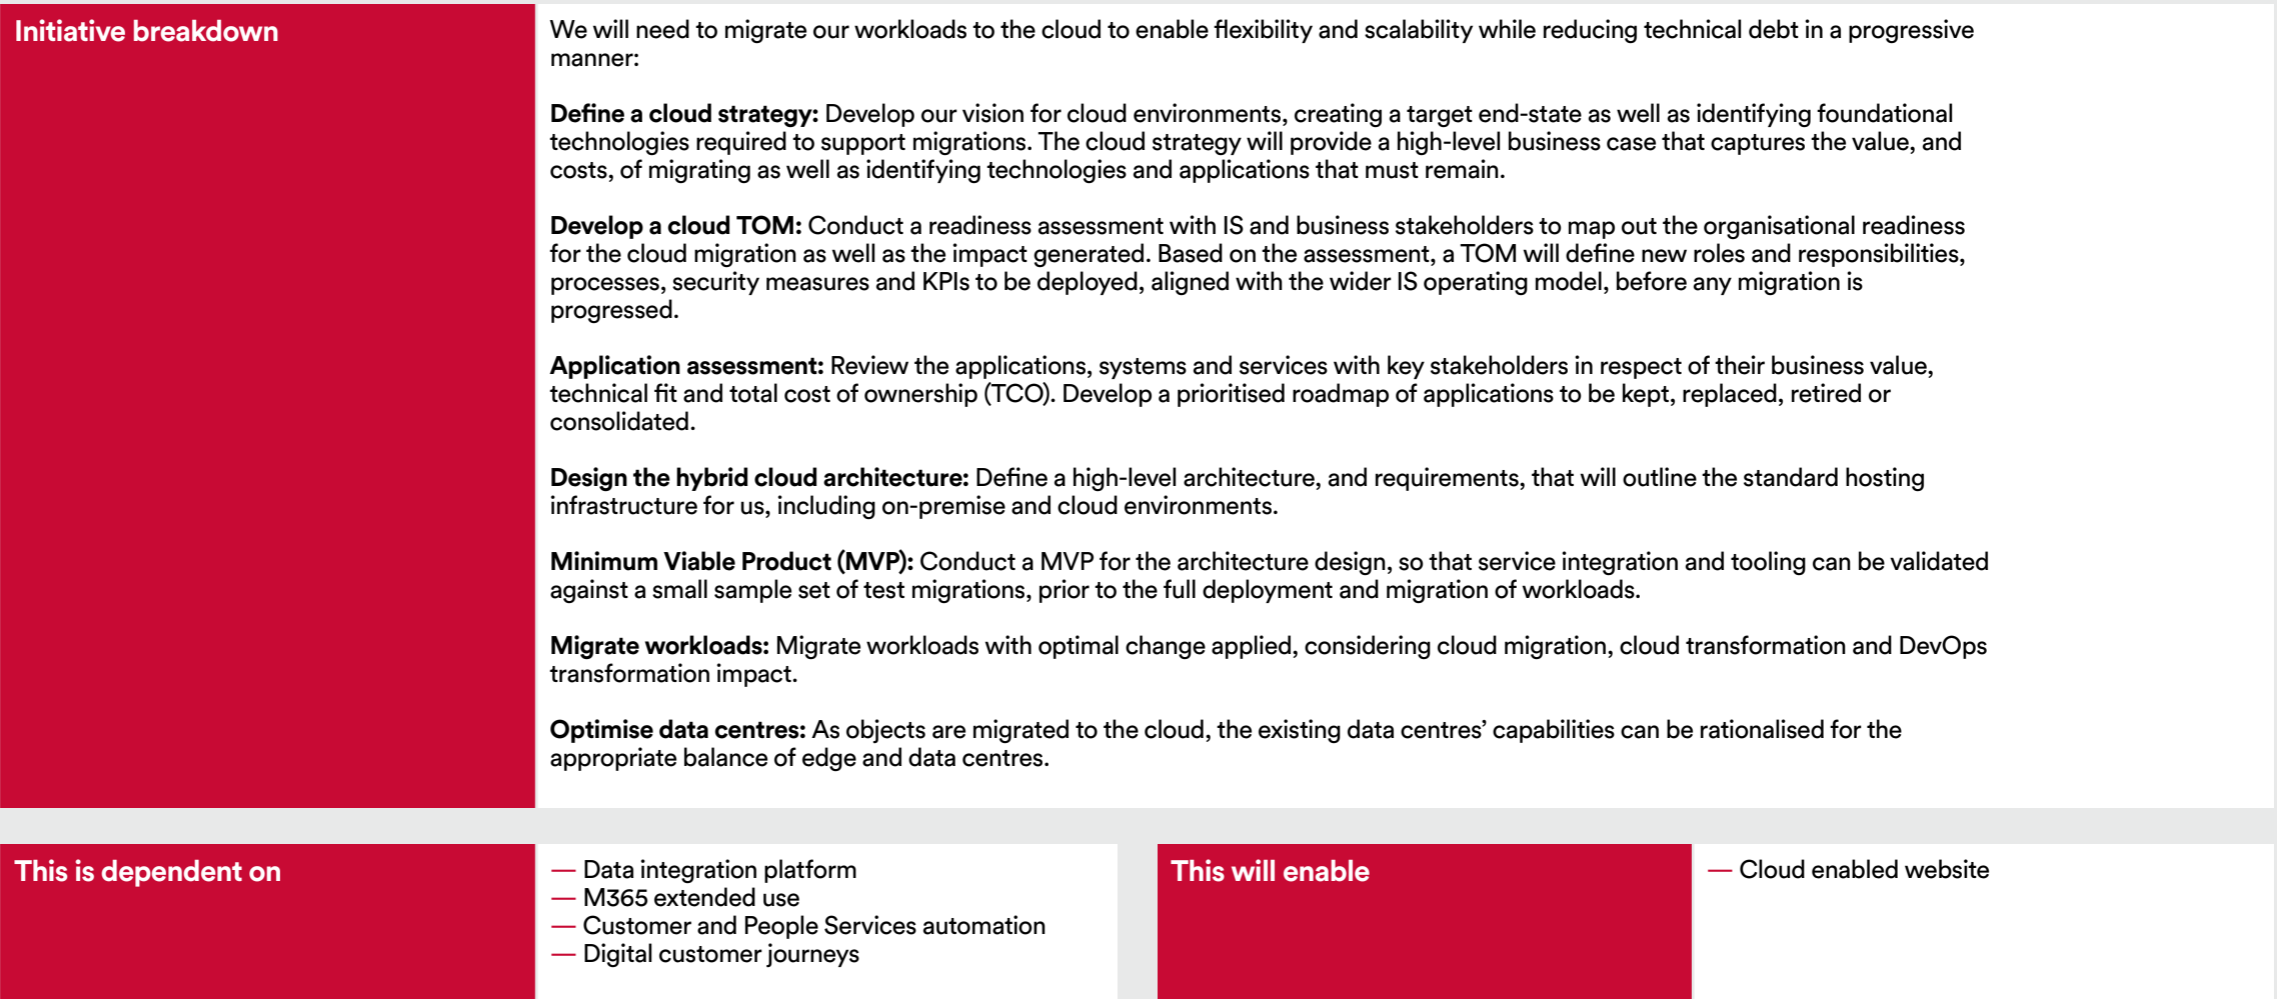 Initiative breakdown
We will need to migrate our workloads to the cloud to enable flexibility and scalability while reducing technical debt in a progressive
manner:
Define a cloud strategy: Develop our vision for cloud environments, creating a target end-state as well as identifying foundational
technologies required to support migrations. The cloud strategy will provide a high-level business case that captures the value, and
costs, of migrating as well as identifying technologies and applications that must remain.
Develop a cloud TOM: Conduct a readiness assessment with IS and business stakeholders to map out the organisational readiness
for the cloud migration as well as the impact generated. Based on the assessment, a TOM will define new roles and responsibilities,
processes, security measures and KPIs to be deployed, aligned with the wider IS operating model, before any migration is
progressed.
Application assessment: Review the applications, systems and services with key stakeholders in respect of their business value,
technical fit and total cost of ownership (TCO). Develop a prioritised roadmap of applications to be kept, replaced, retired or
consolidated.
Design the hybrid cloud architecture: Define a high-level architecture, and requirements, that will outline the standard hosting
infrastructure for us, including on-premise and cloud environments.
Minimum Viable Product (MVP): Conduct a MVP for the architecture design, so that service integration and tooling can be validated
against a small sample set of test migrations, prior to the full deployment and migration of workloads.
Migrate workloads: Migrate workloads with optimal change applied, considering cloud migration, cloud transformation and DevOps
transformation impact.
Optimise data centres: As objects are migrated to the cloud, the existing data centres’ capabilities can be rationalised for the
appropriate balance of edge and data centres.
This is dependent on
— Data integration platform
— M365 extended use
— Customer and People Services automation
— Digital customer journeys
This will enable
— Cloud enabled website